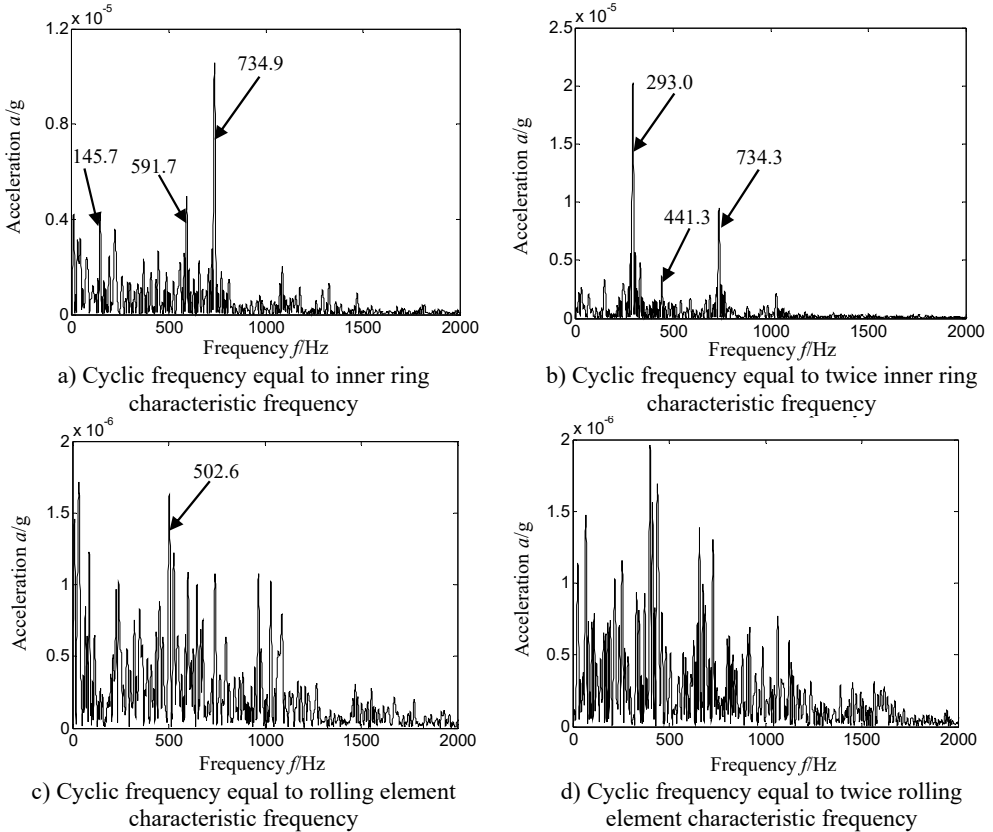 x 10⁻⁵
1.2
0.8
0.4
0
Acceleration a/g
734.9
145.7
591.7
0 500 1000 1500 2000
Frequency f/Hz
a) Cyclic frequency equal to inner ring
characteristic frequency
x 10⁻⁵
2.5
2
1.5
1
0.5
0
Acceleration a/g
293.0
734.3
441.3
0 500 1000 1500 2000
Frequency f/Hz
b) Cyclic frequency equal to twice inner ring
characteristic frequency
x 10⁻⁶
2
1.5
1
0.5
0
Acceleration a/g
502.6
0 500 1000 1500 2000
Frequency f/Hz
c) Cyclic frequency equal to rolling element
characteristic frequency
x 10⁻⁶
2
1.5
1
0.5
0
Acceleration a/g
0 500 1000 1500 2000
Frequency f/Hz
d) Cyclic frequency equal to twice rolling
element characteristic frequency